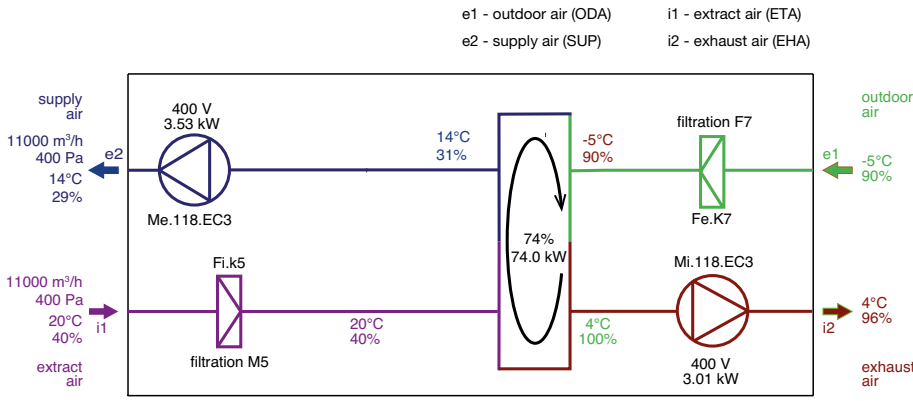 e1 - outdoor air (ODA)
i1 - extract air (ETA)
e2 - supply air (SUP)
i2 - exhaust air (EHA)
supply
air
11000 m³/h
400 Pa
14°C
29%
e2
400 V
3.53 kW
Me.118.EC3
14°C
31%
-5°C
90%
filtration F7
Fe.K7
outdoor
air
e1
-5°C
90%
74%
74.0 kW
11000 m³/h
400 Pa
20°C
40%
i1
extract
air
Fi.k5
filtration M5
20°C
40%
4°C
100%
Mi.118.EC3
400 V
3.01 kW
4°C
96%
i2
exhaust
air